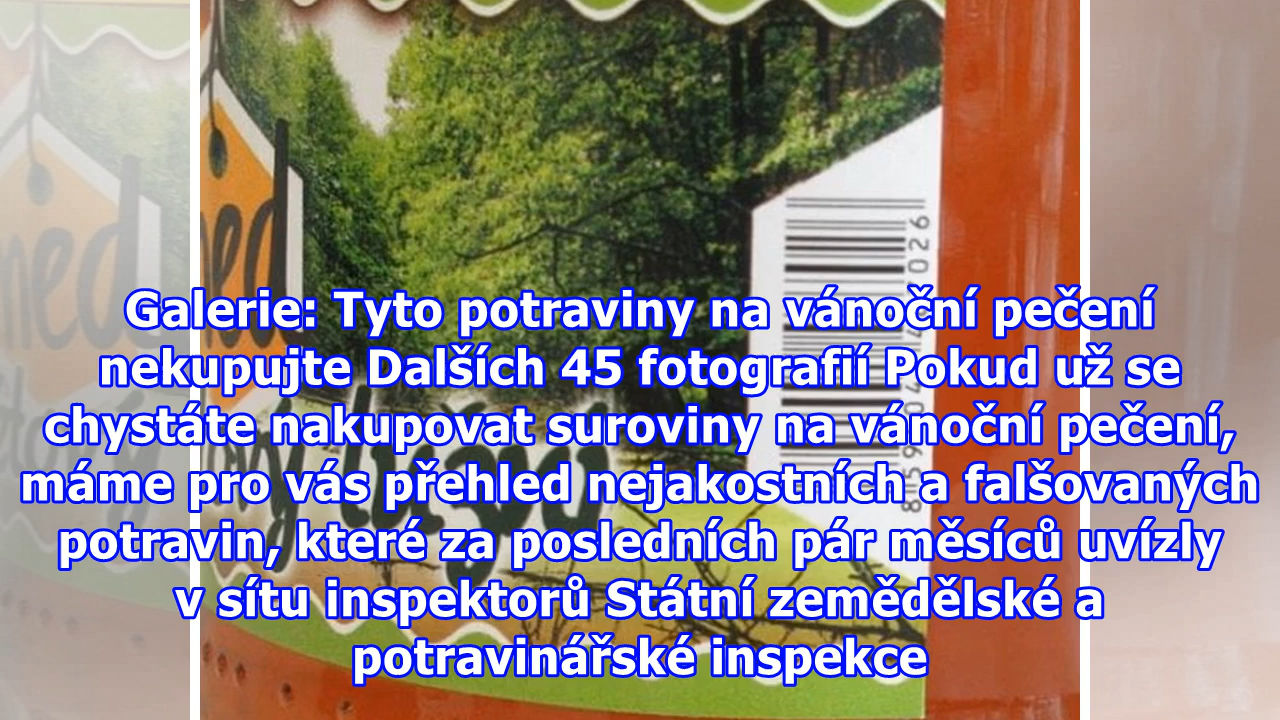 med
Galerie: Tyto potraviny na vánoční pečení
nekupujte Dalších 45 fotografií Pokud už se
chystáte nakupovat suroviny na vánoční pečení,
máme pro vás přehled nejakostních a falšovaných
potravin, které za posledních pár měsíců uvízly
v sítu inspektorů Státní zemědělské a
potravinářské inspekce